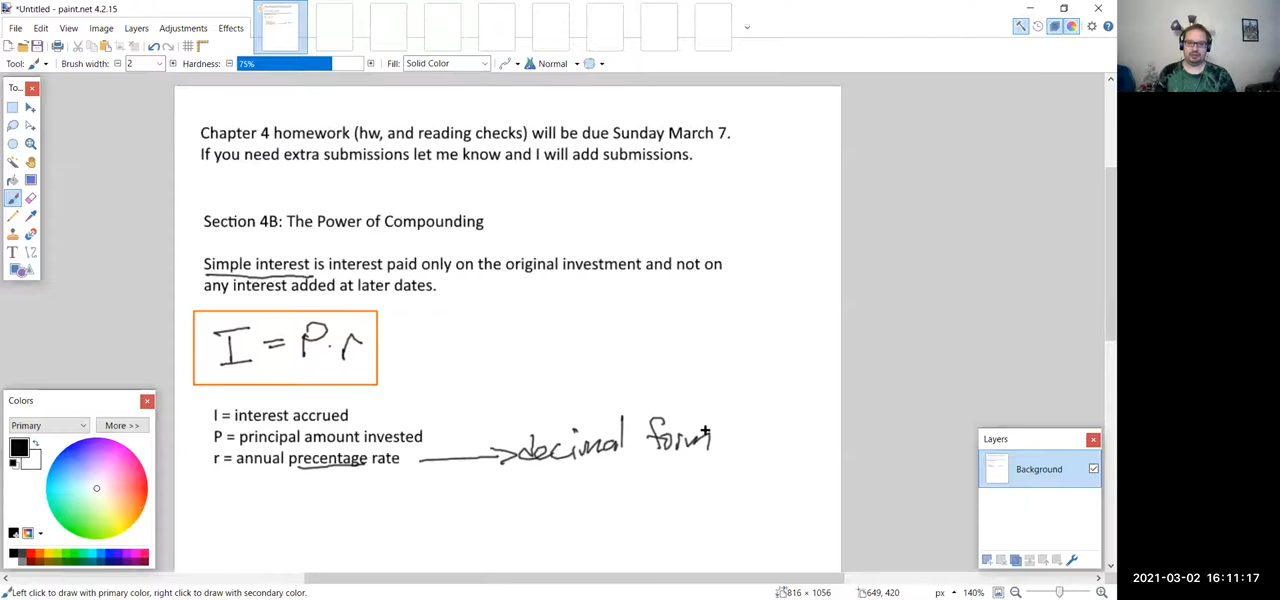 *Untitled - paint.net 4.2.15
File Edit View Image Layers Adjustments Effects
Tool: Brush width: 2 Hardness: 75% Fill: Solid Color Normal
To...
Chapter 4 homework (hw, and reading checks) will be due Sunday March 7.
If you need extra submissions let me know and I will add submissions.
Section 4B: The Power of Compounding
Simple interest is interest paid only on the original investment and not on
any interest added at later dates.
I = P.r
I = interest accrued
P = principal amount invested
r = annual precentage rate decimal form
Colors
Primary More >>
Layers
Background
Left click to draw with primary color, right click to draw with secondary color.
816 × 1056 649, 420 px 140%
2021-03-02 16:11:17